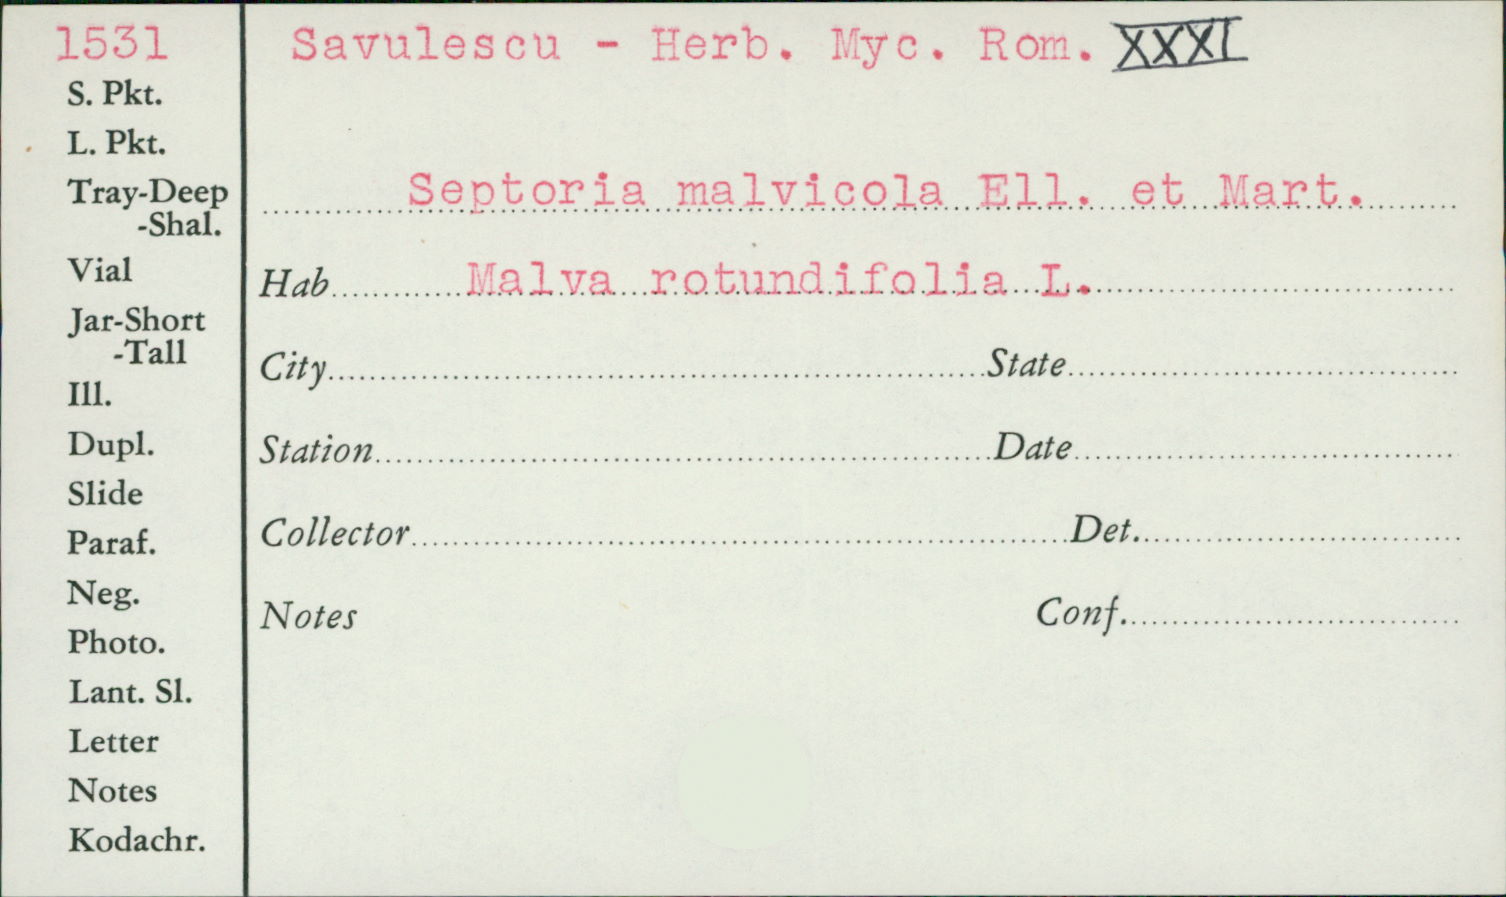 1531
Savulescu - Herb. Myc. Rom. XXXI
S. Pkt.
L. Pkt.
Tray-Deep
-Shal.
Vial
Jar-Short
-Tall
Ill.
Dupl.
Slide
Paraf.
Neg.
Photo.
Lant. Sl.
Letter
Notes
Kodachr.
Septoria malvicola Ell. et Mart.
Hab Malva rotundifolia L.
City State
Station Date
Collector Det.
Notes Conf.